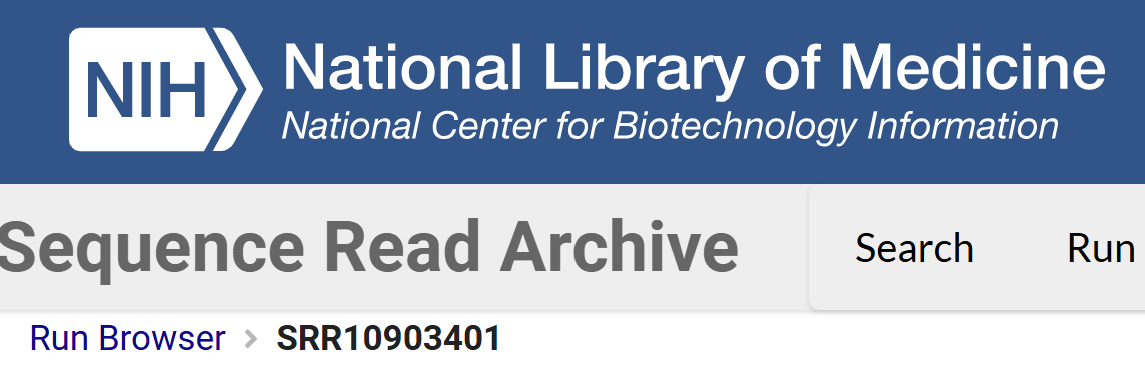 NIH National Library of Medicine
National Center for Biotechnology Information
Sequence Read Archive Search Run
Run Browser > SRR10903401